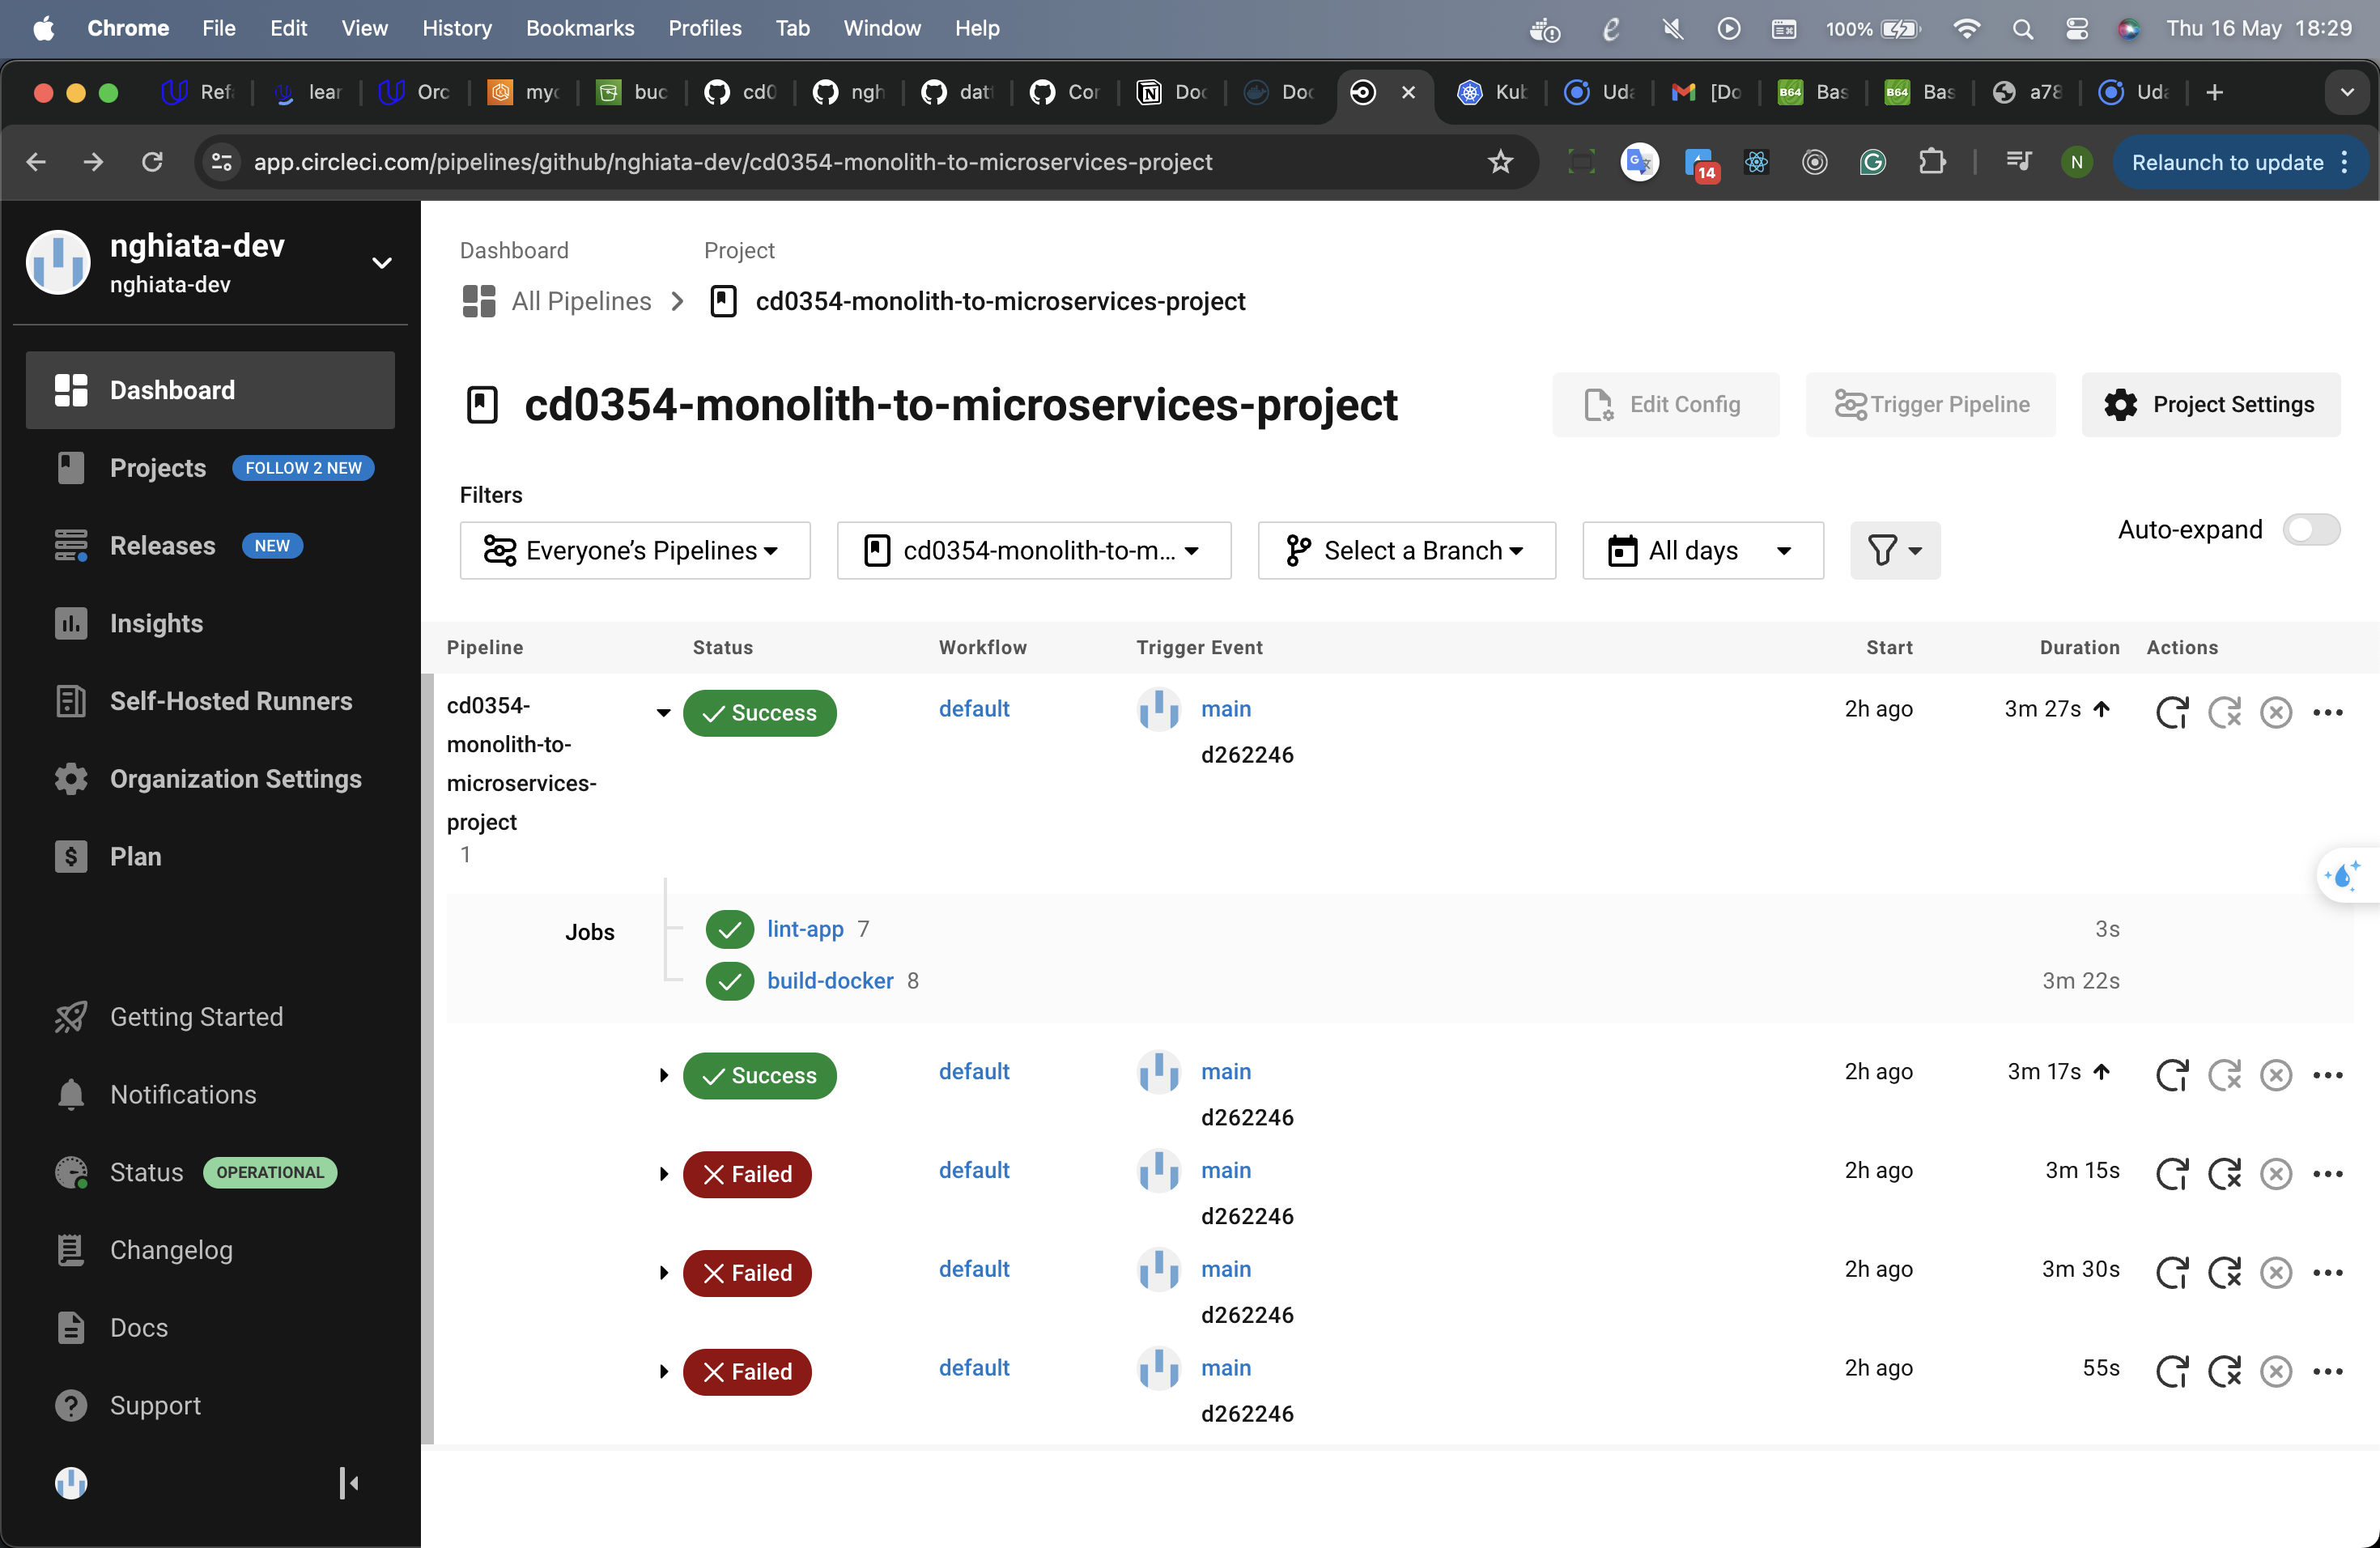 Chrome File Edit View History Bookmarks Profiles Tab Window Help 100% Thu 16 May 18:29
Ref lear Orc myc buc cd0 ngh dat Cor Doc Doc Kub Uda [Do Bas Bas a78 Uda
app.circleci.com/pipelines/github/nghiata-dev/cd0354-monolith-to-microservices-project 14 N Relaunch to update
nghiata-dev
nghiata-dev
Dashboard
Projects FOLLOW 2 NEW
Releases NEW
Insights
Self-Hosted Runners
Organization Settings
Plan
Getting Started
Notifications
Status OPERATIONAL
Changelog
Docs
Support
Dashboard Project
All Pipelines cd0354-monolith-to-microservices-project
cd0354-monolith-to-microservices-project Edit Config Trigger Pipeline Project Settings
Filters
Everyone’s Pipelines cd0354-monolith-to-m... Select a Branch All days Auto-expand
Pipeline Status Workflow Trigger Event Start Duration Actions
cd0354-monolith-to-microservices-project 1 Success default main 2h ago 3m 27s
d262246
Jobs lint-app 7 3s
build-docker 8 3m 22s
Success default main 2h ago 3m 17s
d262246
Failed default main 2h ago 3m 15s
d262246
Failed default main 2h ago 3m 30s
d262246
Failed default main 2h ago 55s
d262246